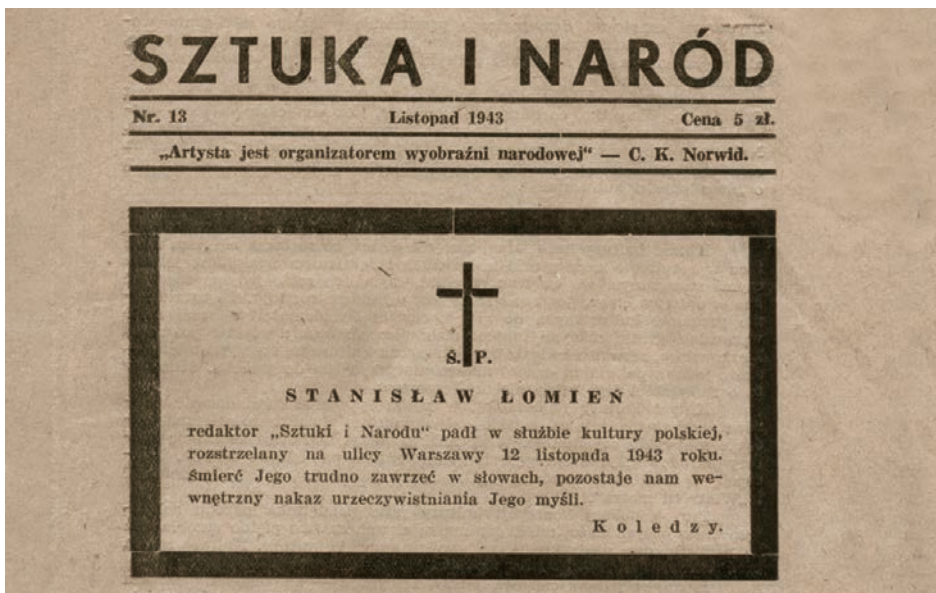 SZTUKA I NARÓD
Nr. 13 Listopad 1943 Cena 5 zł.
„Artysta jest organizatorem wyobraźni narodowej“ — C. K. Norwid.
Ś. P.
STANISŁAW ŁOMIEŃ
redaktor „Sztuki i Narodu“ padł w służbie kultury polskiej,
rozstrzelany na ulicy Warszawy 12 listopada 1943 roku.
Śmierć Jego trudno zawrzeć w słowach, pozostaje nam we-
wnętrzny nakaz urzeczywistniania Jego myśli.
Koledzy.